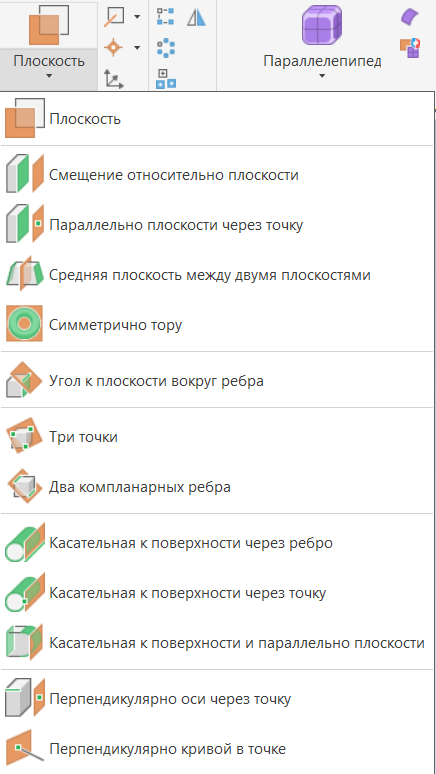 Плоскость
Параллелепипед
Плоскость
Смещение относительно плоскости
Параллельно плоскости через точку
Средняя плоскость между двумя плоскостями
Симметрично тору
Угол к плоскости вокруг ребра
Три точки
Два компланарных ребра
Касательная к поверхности через ребро
Касательная к поверхности через точку
Касательная к поверхности и параллельно плоскости
Перпендикулярно оси через точку
Перпендикулярно кривой в точке